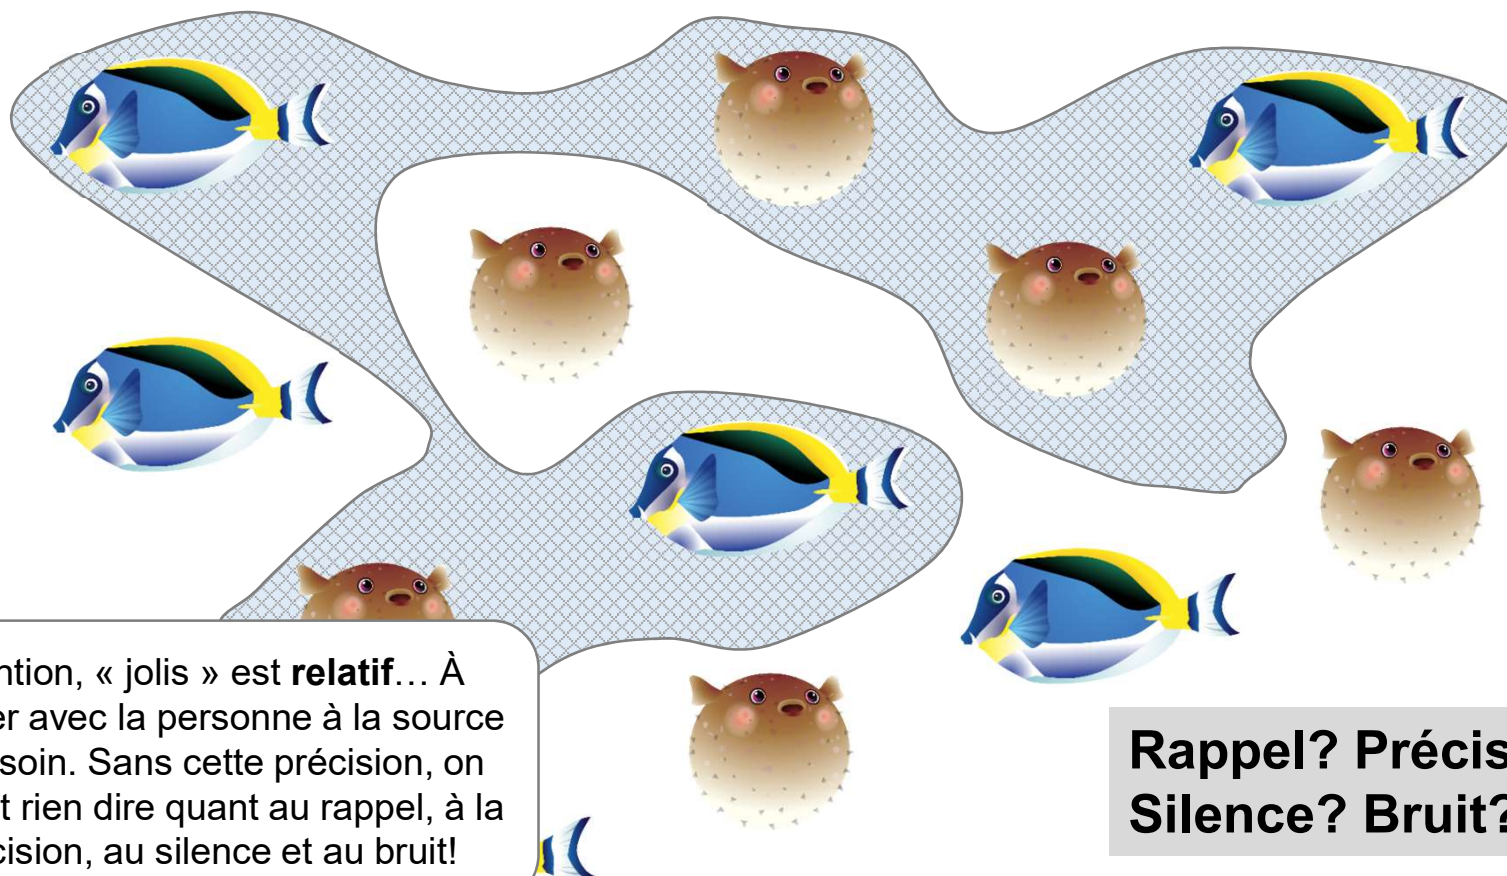 ntion, « jolis » est relatif… À
er avec la personne à la source
soin. Sans cette précision, on
t rien dire quant au rappel, à la
cision, au silence et au bruit!
Rappel? Précis
Silence? Bruit?